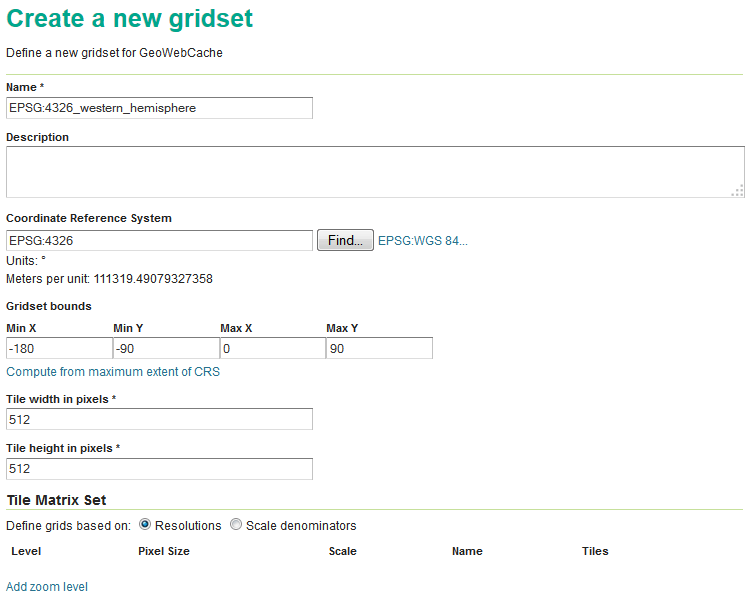 Create a new gridset
Define a new gridset for GeoWebCache
Name *
EPSG:4326_western_hemisphere
Description
Coordinate Reference System
EPSG:4326 Find... EPSG:WGS 84...
Units: °
Meters per unit: 111319.49079327358
Gridset bounds
Min X Min Y Max X Max Y
-180 -90 0 90
Compute from maximum extent of CRS
Tile width in pixels *
512
Tile height in pixels *
512
Tile Matrix Set
Define grids based on: Resolutions Scale denominators
Level Pixel Size Scale Name Tiles
Add zoom level